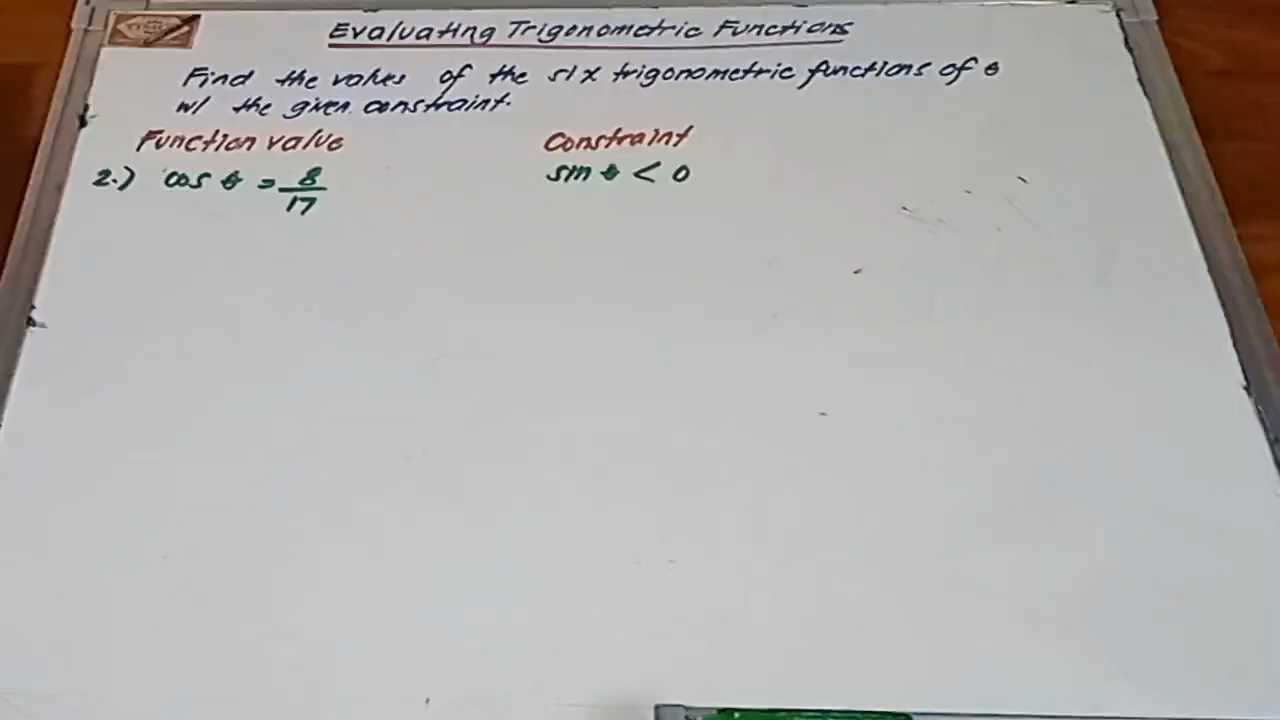 Evaluating Trigonometric Functions
Find the values of the six trigonometric functions of θ
w/ the given constraint.
Function value Constraint
2.) cos θ = 8/17 sin θ < 0